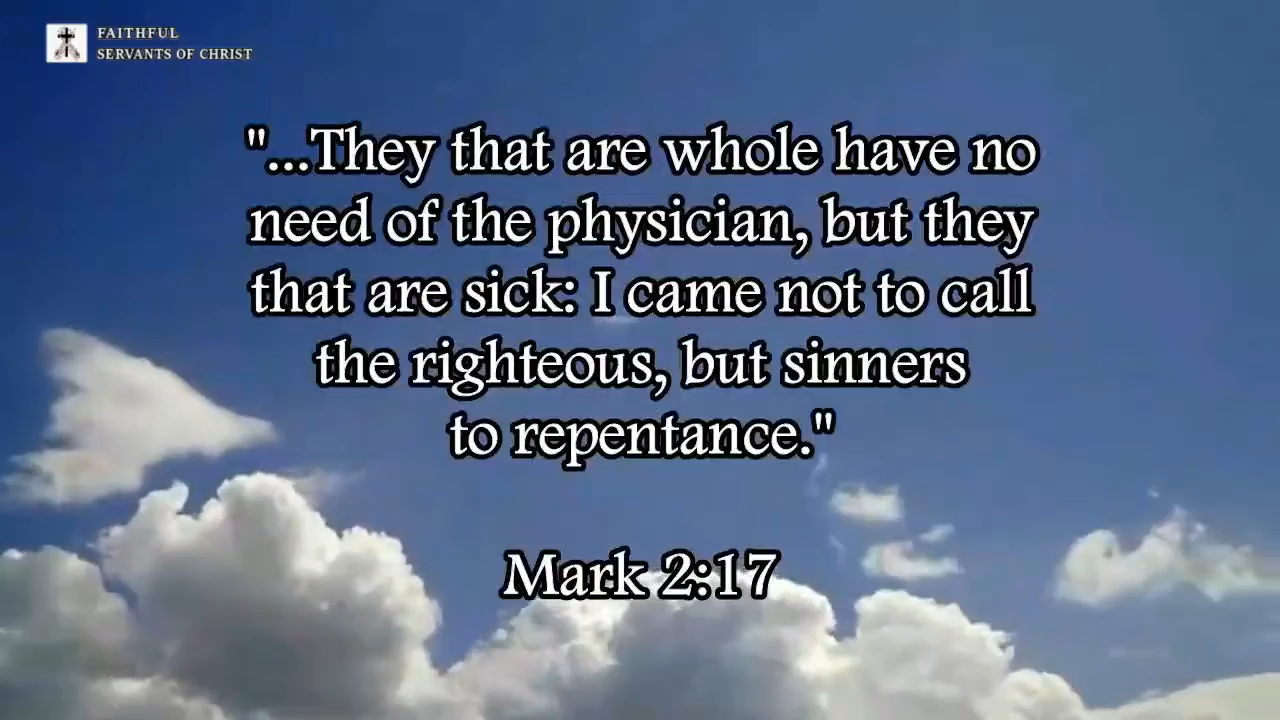 FAITHFUL
SERVANTS OF CHRIST
"...They that are whole have no
need of the physician, but they
that are sick: I came not to call
the righteous, but sinners
to repentance."
Mark 2:17